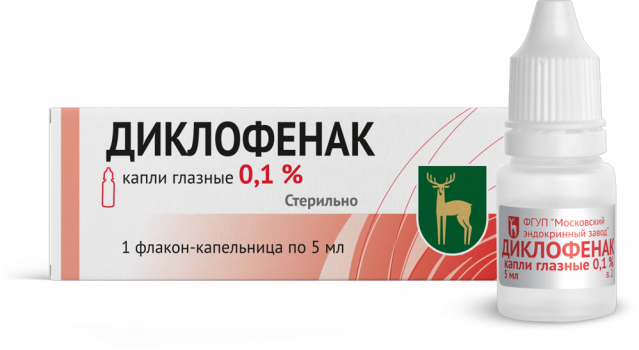 ДИКЛОФЕНАК
капли глазные 0,1 %
Стерильно
1 флакон-капельница по 5 мл
ФГУП "Московский
эндокринный завод"
ДИКЛОФЕНАК
капли глазные 0,1 %
5 мл